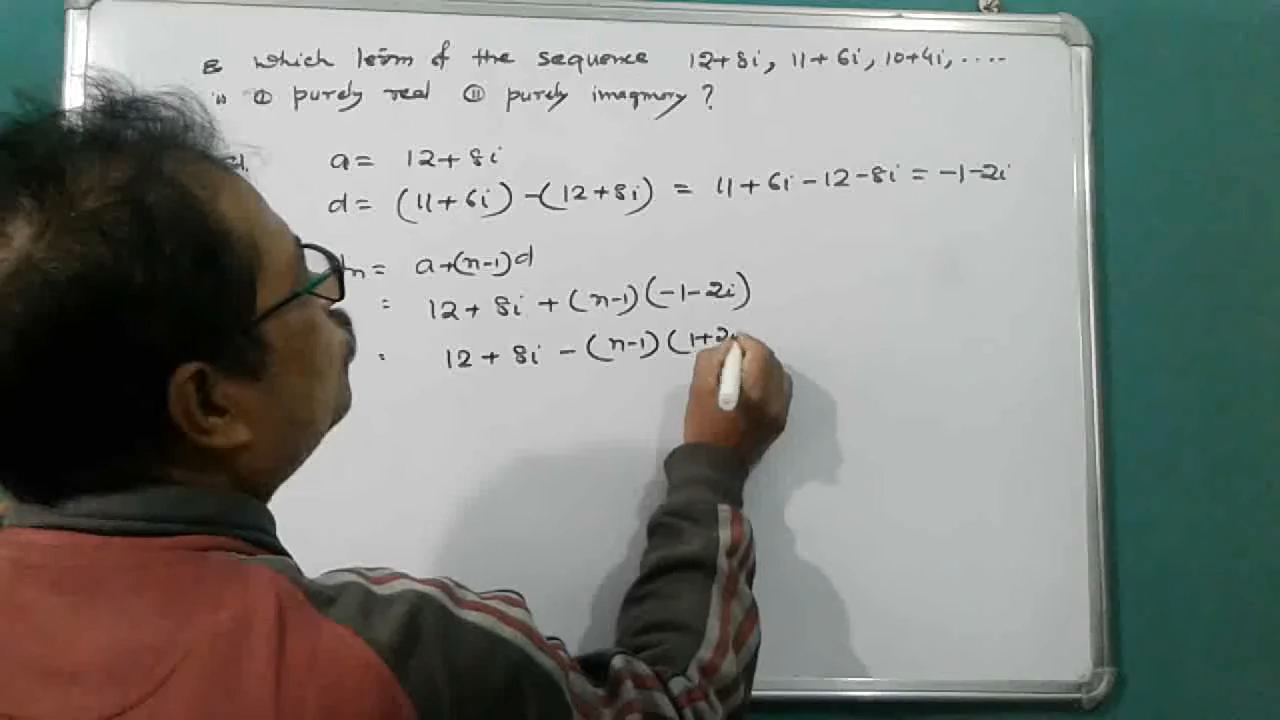 which term of the sequence 12+8i, 11+6i, 10+4i, ....
① purely real ② purely imaginary ?
a = 12+8i
d = (11+6i) -(12+8i) = 11+6i-12-8i = -1-2i
= a+(n-1)d
= 12+8i+(n-1)(-1-2i)
= 12+8i-(n-1)(1+2